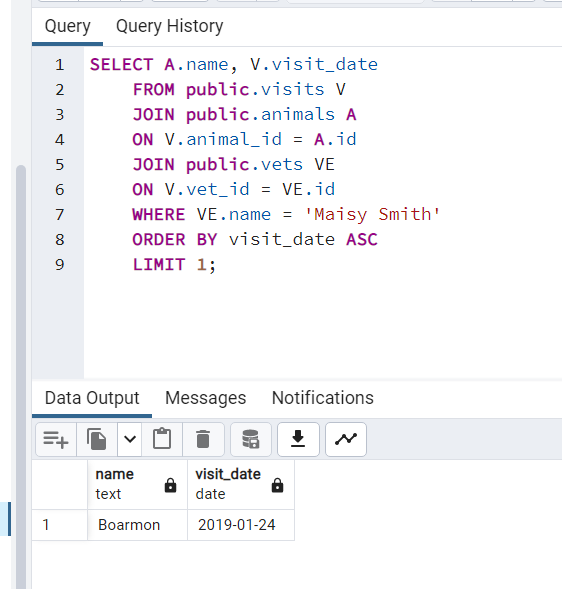 Query Query History
1 SELECT A.name, V.visit_date
2 FROM public.visits V
3 JOIN public.animals A
4 ON V.animal_id = A.id
5 JOIN public.vets VE
6 ON V.vet_id = VE.id
7 WHERE VE.name = 'Maisy Smith'
8 ORDER BY visit_date ASC
9 LIMIT 1;
Data Output Messages Notifications
name visit_date
text date
1 Boarmon 2019-01-24